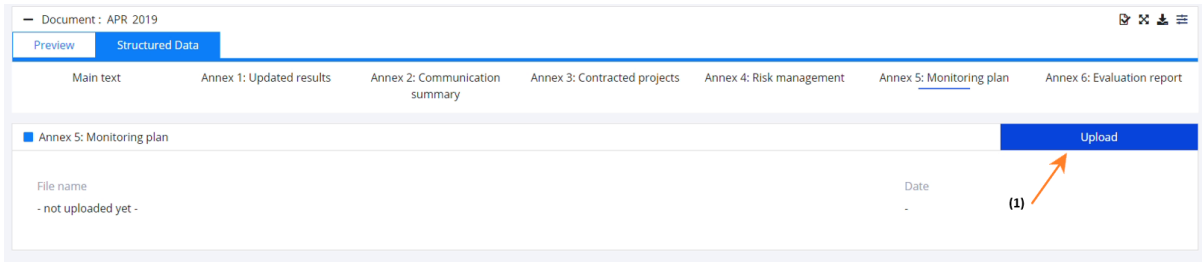 Document : APR 2019
Preview Structured Data
Main text Annex 1: Updated results Annex 2: Communication summary Annex 3: Contracted projects Annex 4: Risk management Annex 5: Monitoring plan Annex 6: Evaluation report
Annex 5: Monitoring plan Upload
File name Date
- not uploaded yet - -
(1)